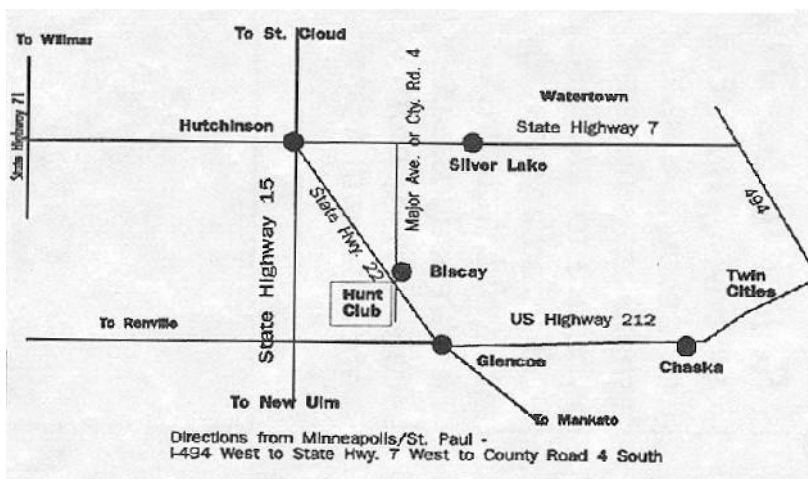 To St. Cloud
To Willmar
State Highway 71
Major Ave. or Cty. Rd. 4
Watertown
Hutchinson
State Highway 7
Silver Lake
494
State Highway 15
State Hwy. 22
Biscay
Twin
Cities
Hunt
Club
To Renville
US Highway 212
Glencoe
Chaska
To New Ulm
To Mankato
Directions from Minneapolis/St. Paul -
I-494 West to State Hwy. 7 West to County Road 4 South